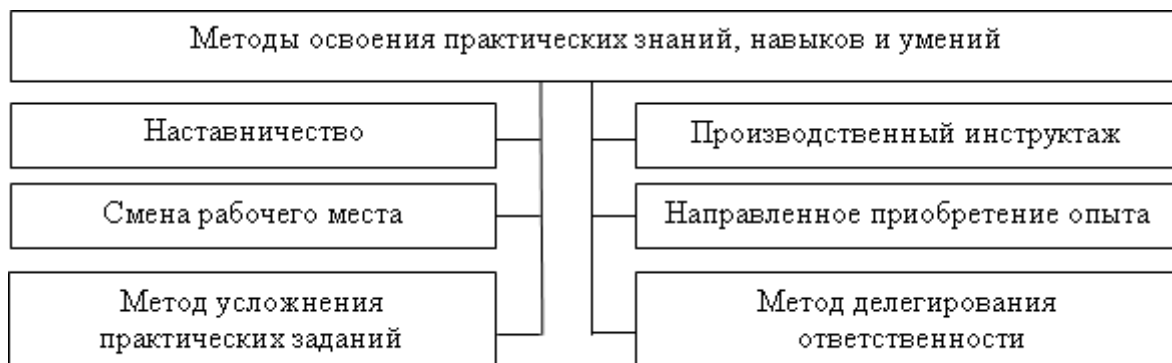 Методы освоения практических знаний, навыков и умений
Наставничество
Производственный инструктаж
Смена рабочего места
Направленное приобретение опыта
Метод усложнения
практических заданий
Метод делегирования
ответственности